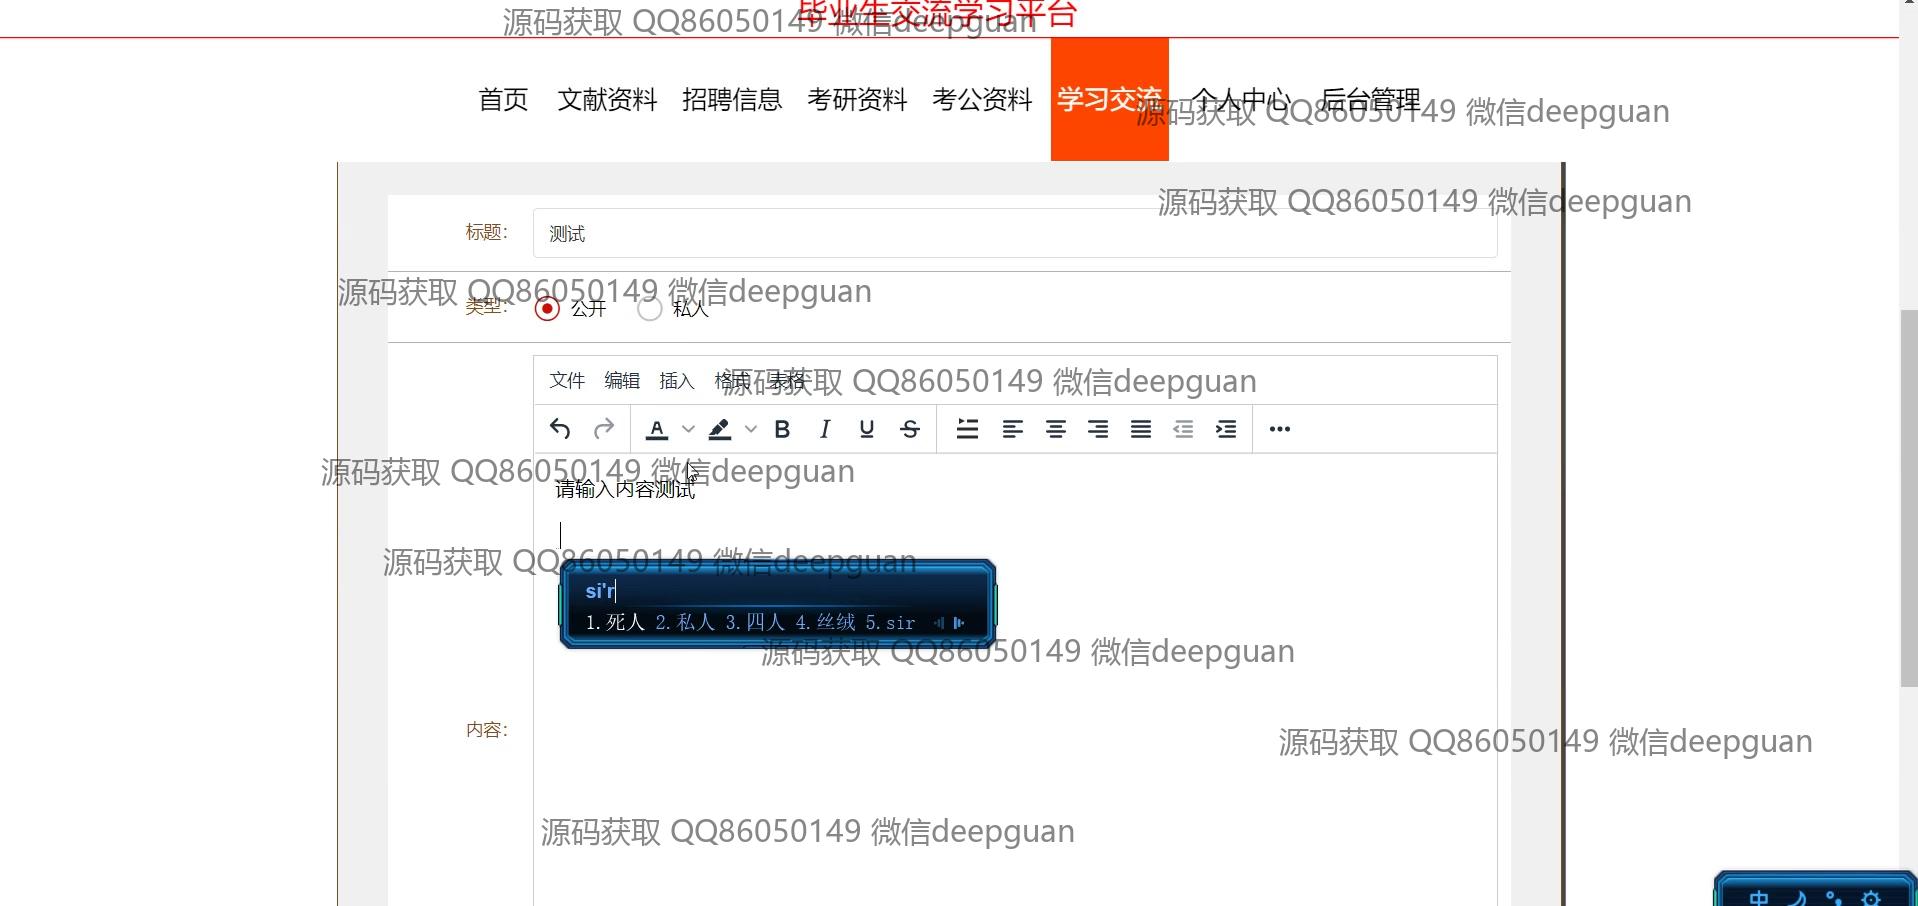 毕业生交流学习平台
源码获取 QQ86050149 微信deepguan
首页 文献资料 招聘信息 考研资料 考公资料 学习交流 个人中心 后台管理
源码获取 QQ86050149 微信deepguan
源码获取 QQ86050149 微信deepguan
标题： 测试
源码获取 QQ86050149 微信deepguan
类型： 公开 私人
文件 编辑 插入 格式 表格
源码获取 QQ86050149 微信deepguan
A B I U S
源码获取 QQ86050149 微信deepguan
请输入内容测试
源码获取 QQ86050149 微信deepguan
si'r
1.死人 2.私人 3.四人 4.丝绒 5.sir
源码获取 QQ86050149 微信deepguan
内容：
源码获取 QQ86050149 微信deepguan
源码获取 QQ86050149 微信deepguan
中